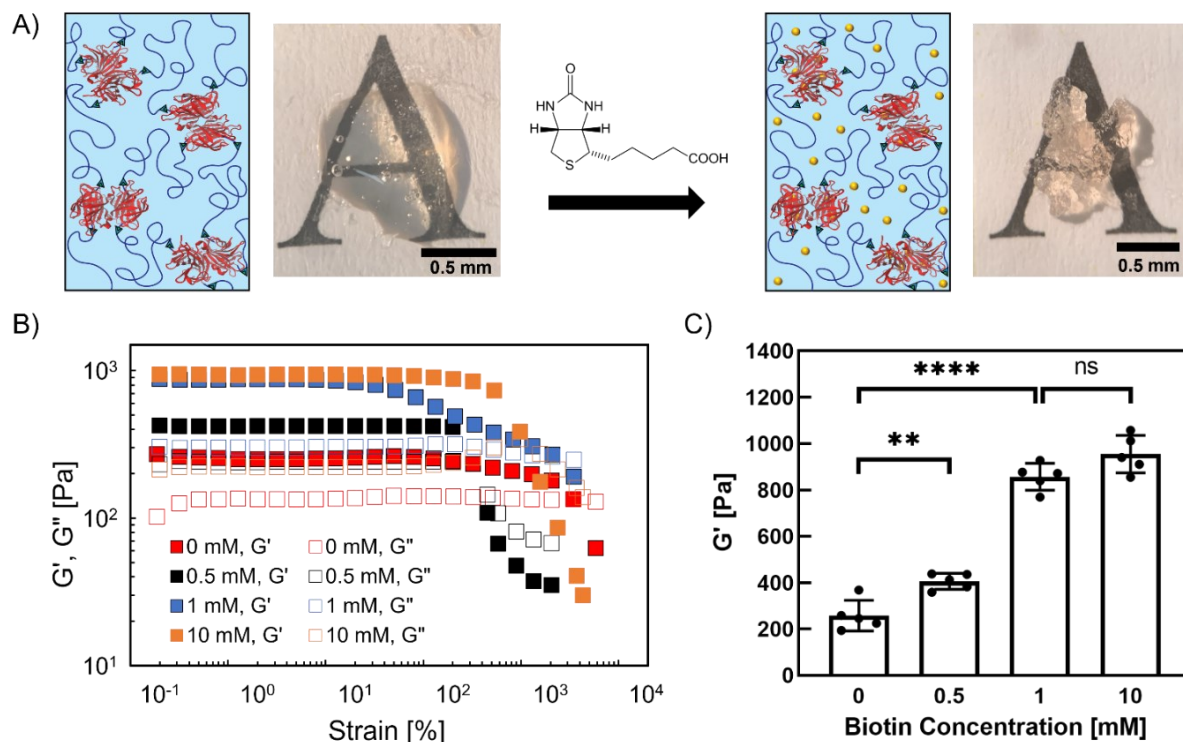 A)
A
0.5 mm
O
HN
NH
H
H
S
COOH
A
0.5 mm
B)
10³
10²
10¹
G', G" [Pa]
0 mM, G'
0 mM, G"
0.5 mM, G'
0.5 mM, G"
1 mM, G'
1 mM, G"
10 mM, G'
10 mM, G"
10⁻¹ 10⁰ 10¹ 10² 10³ 10⁴
Strain [%]
C)
1400
1200
1000
800
600
400
200
0
G' [Pa]
****
ns
**
0 0.5 1 10
Biotin Concentration [mM]